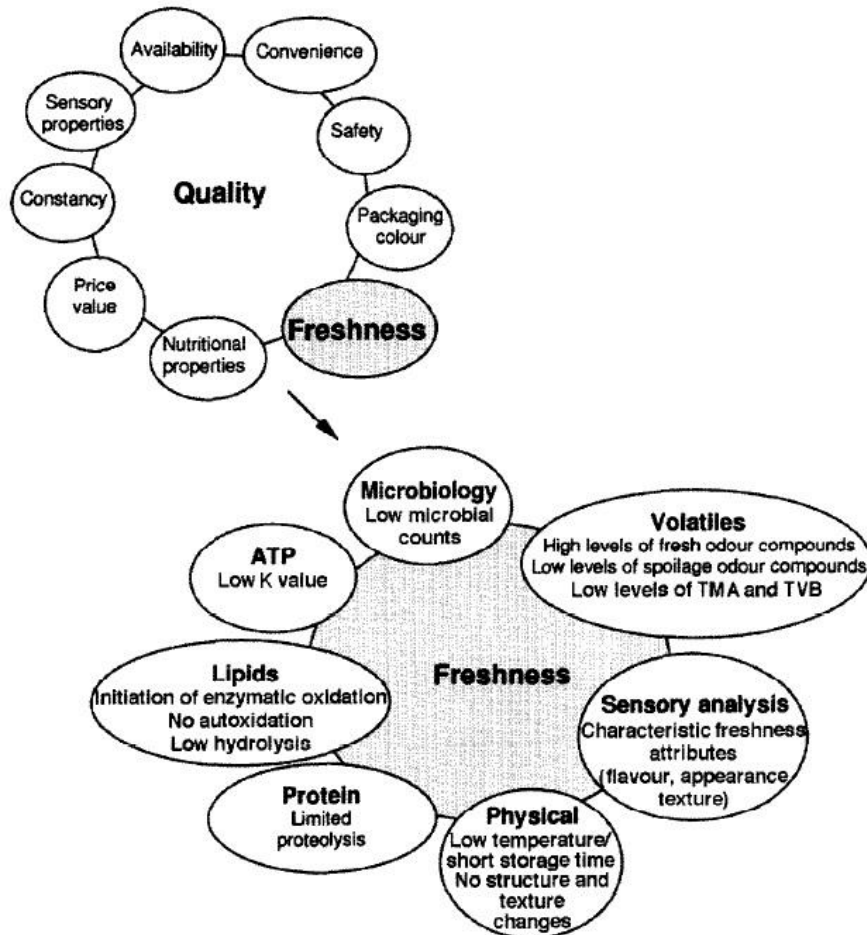 Availability
Convenience
Sensory
properties
Safety
Constancy
Quality
Packaging
colour
Price
value
Freshness
Nutritional
properties
Microbiology
Low microbial
counts
Volatiles
High levels of fresh odour compounds
Low levels of spoilage odour compounds
Low levels of TMA and TVB
ATP
Low K value
Freshness
Lipids
Initiation of enzymatic oxidation
No autoxidation
Low hydrolysis
Sensory analysis
Characteristic freshness
attributes
(flavour, appearance,
texture)
Protein
Limited
proteolysis
Physical
Low temperature/
short storage time
No structure and
texture
changes